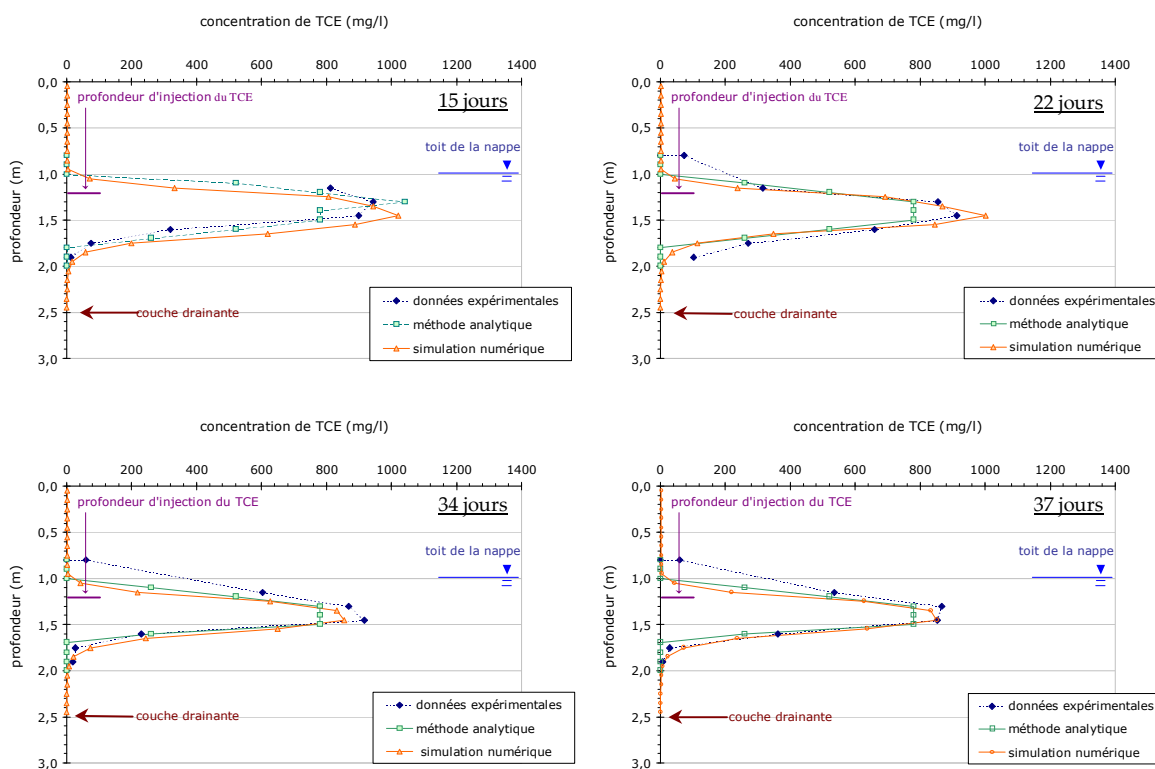 concentration de TCE (mg/l)
0 200 400 600 800 1000 1200 1400
0,0
0,5
1,0
1,5
2,0
2,5
3,0
profondeur (m)
profondeur d'injection du TCE
15 jours
toit de la nappe
couche drainante
données expérimentales
méthode analytique
simulation numérique
concentration de TCE (mg/l)
0 200 400 600 800 1000 1200 1400
0,0
0,5
1,0
1,5
2,0
2,5
3,0
profondeur (m)
profondeur d'injection du TCE
22 jours
toit de la nappe
couche drainante
données expérimentales
méthode analytique
simulation numérique
concentration de TCE (mg/l)
0 200 400 600 800 1000 1200 1400
0,0
0,5
1,0
1,5
2,0
2,5
3,0
profondeur (m)
profondeur d'injection du TCE
34 jours
toit de la nappe
couche drainante
données expérimentales
méthode analytique
simulation numérique
concentration de TCE (mg/l)
0 200 400 600 800 1000 1200 1400
0,0
0,5
1,0
1,5
2,0
2,5
3,0
profondeur (m)
profondeur d'injection du TCE
37 jours
toit de la nappe
couche drainante
données expérimentales
méthode analytique
simulation numérique